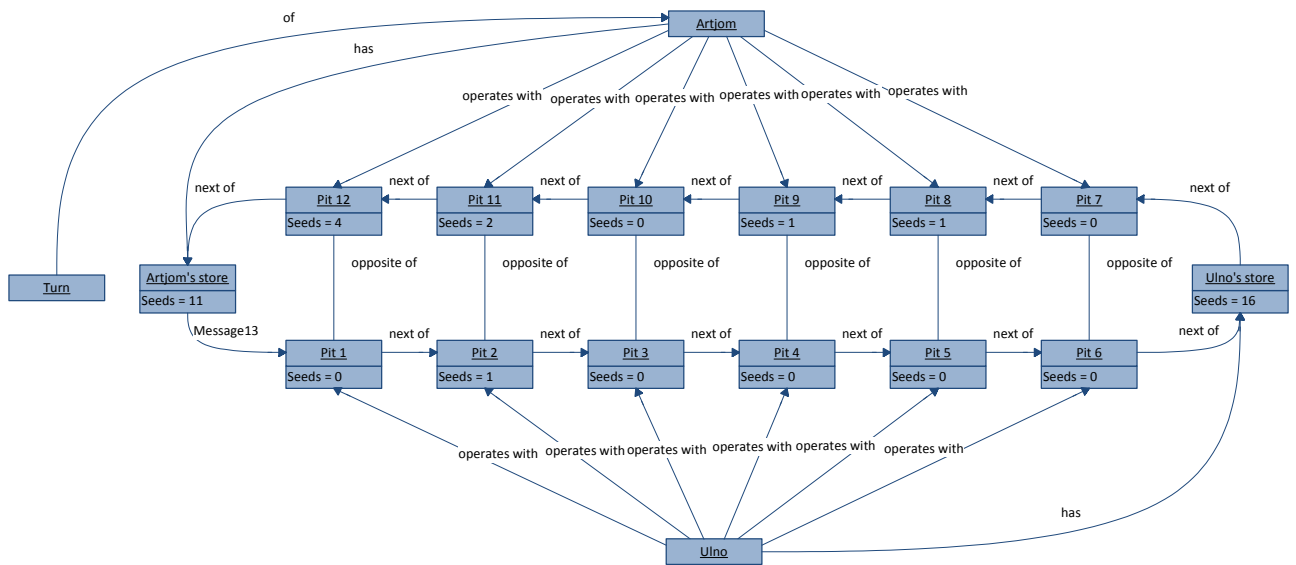 of
Artjom
has
operates with operates with operates with operates with operates with operates with
next of next of next of next of next of next of next of
Pit 12 Pit 11 Pit 10 Pit 9 Pit 8 Pit 7
Seeds = 4 Seeds = 2 Seeds = 0 Seeds = 1 Seeds = 1 Seeds = 0
opposite of opposite of opposite of opposite of opposite of opposite of
Turn Artjom's store Ulno's store
Seeds = 11 Seeds = 16
Message13 next of next of next of next of next of next of
Pit 1 Pit 2 Pit 3 Pit 4 Pit 5 Pit 6
Seeds = 0 Seeds = 1 Seeds = 0 Seeds = 0 Seeds = 0 Seeds = 0
operates with operates with operates with operates with operates with operates with
has
Ulno